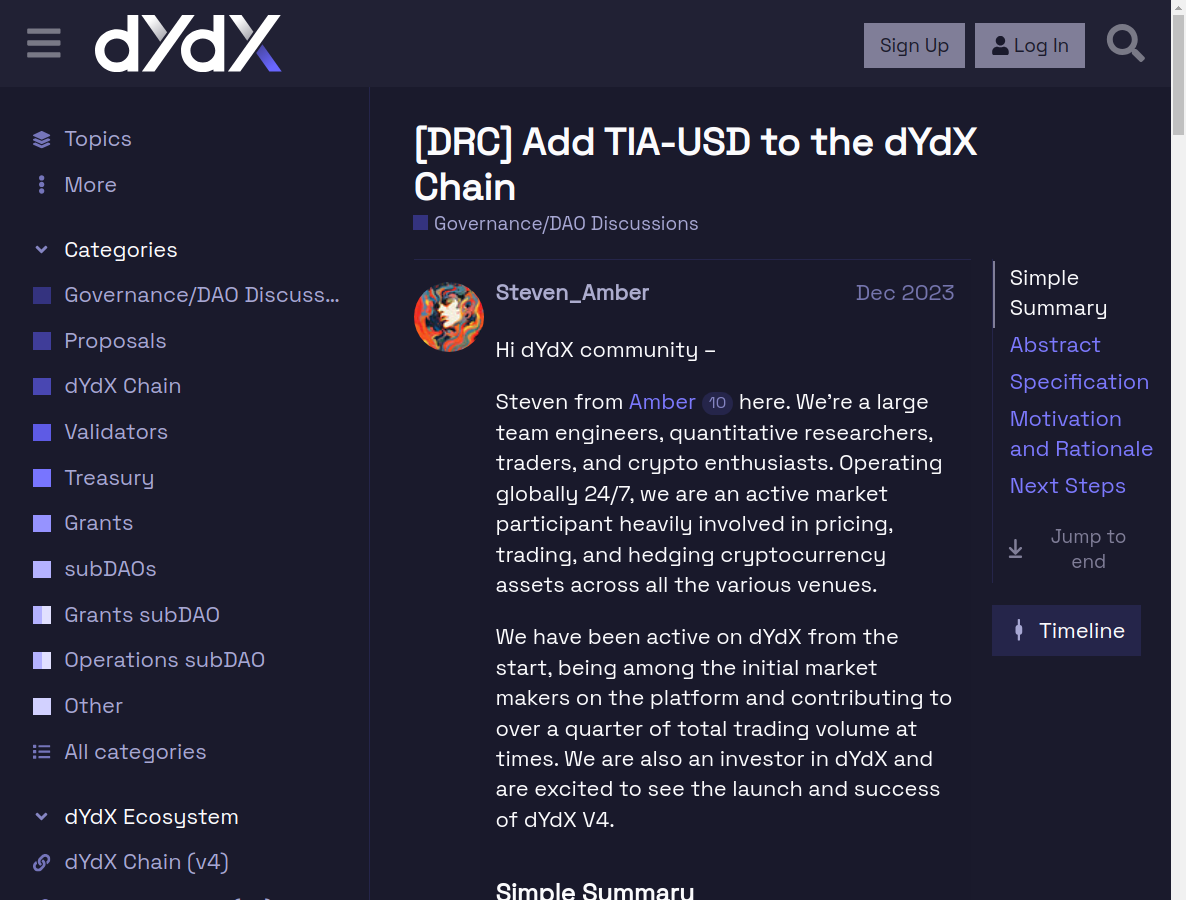 dYdX
Sign Up
Log In
Topics
More
Categories
Governance/DAO Discuss...
Proposals
dYdX Chain
Validators
Treasury
Grants
subDAOs
Grants subDAO
Operations subDAO
Other
All categories
dYdX Ecosystem
dYdX Chain (v4)
[DRC] Add TIA-USD to the dYdX
Chain
Governance/DAO Discussions
Steven_Amber
Dec 2023
Hi dYdX community –
Steven from Amber 10 here. We’re a large
team engineers, quantitative researchers,
traders, and crypto enthusiasts. Operating
globally 24/7, we are an active market
participant heavily involved in pricing,
trading, and hedging cryptocurrency
assets across all the various venues.
We have been active on dYdX from the
start, being among the initial market
makers on the platform and contributing to
over a quarter of total trading volume at
times. We are also an investor in dYdX and
are excited to see the launch and success
of dYdX V4.
Simple Summary
Simple
Summary
Abstract
Specification
Motivation
and Rationale
Next Steps
Jump to
end
Timeline